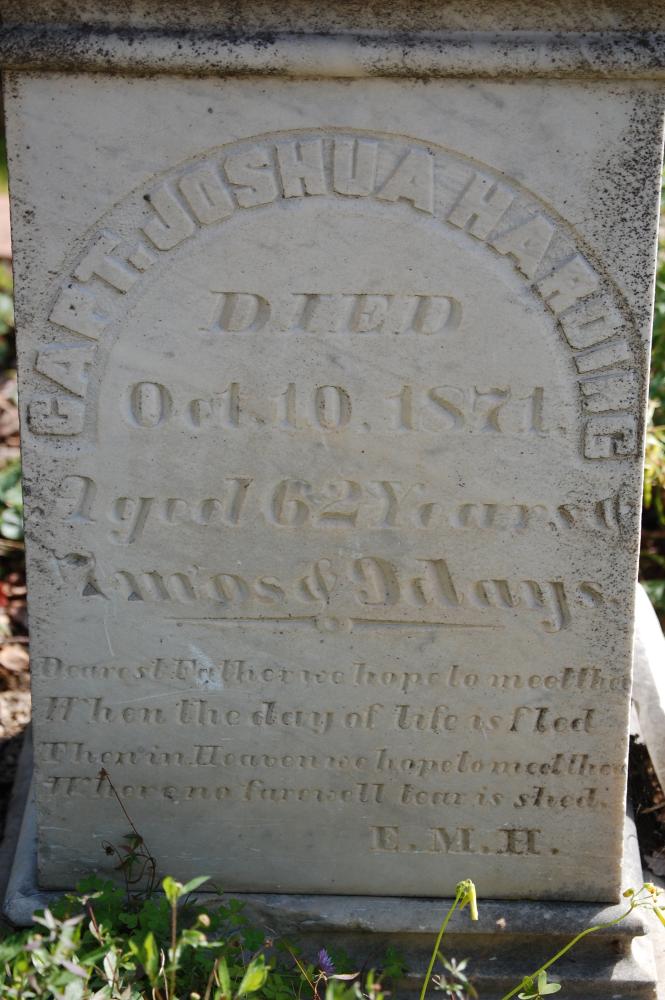 CAPT. JOSHUA HARDING
DIED
Oct. 10. 1871.
Aged 62 Years
7 mos & 9 days.
Dearest Father we hope to meet thee
When the day of life is fled
Then in Heaven we hope to meet thee
Where no farewell tear is shed.
E. M. H.